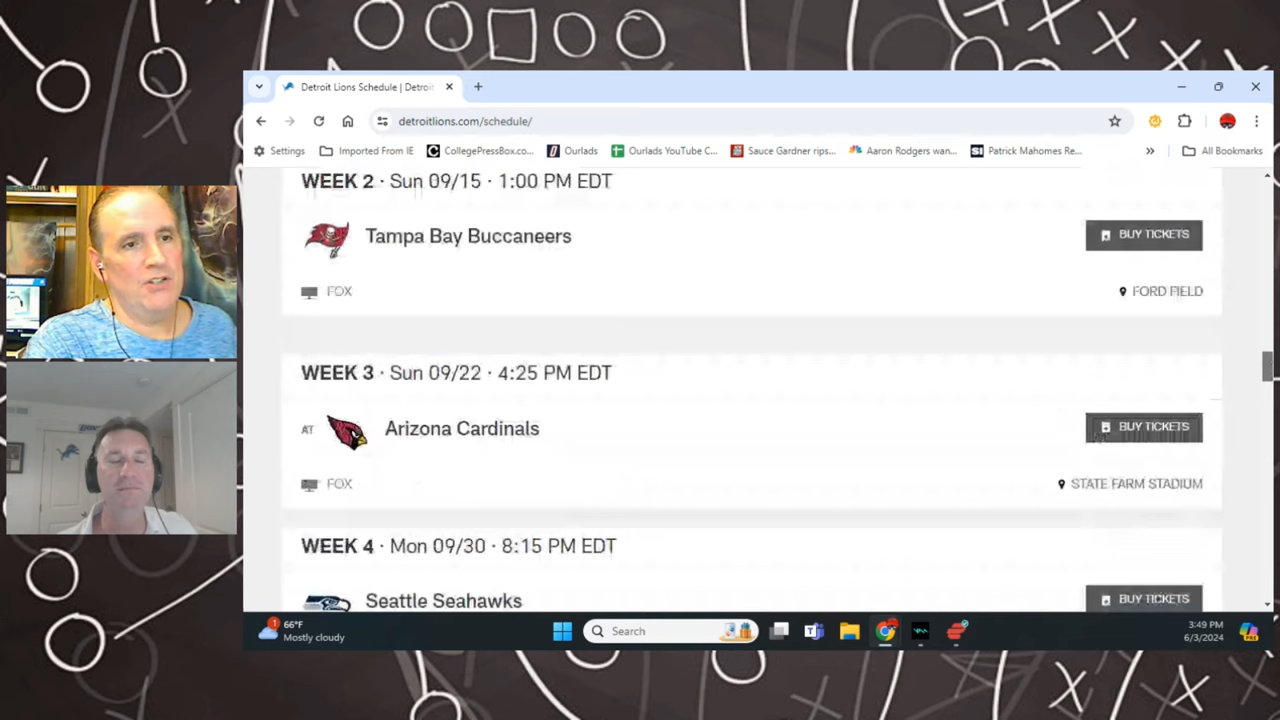 Detroit Lions Schedule | Detroit
detroitlions.com/schedule/
Settings Imported From IE CollegePressBox.co... Ourlads Ourlads YouTube C... Sauce Gardner rips... Aaron Rodgers wan... Patrick Mahomes Re... » All Bookmarks
WEEK 2 · Sun 09/15 · 1:00 PM EDT
Tampa Bay Buccaneers BUY TICKETS
FOX FORD FIELD
WEEK 3 · Sun 09/22 · 4:25 PM EDT
AT Arizona Cardinals BUY TICKETS
FOX STATE FARM STADIUM
WEEK 4 · Mon 09/30 · 8:15 PM EDT
Seattle Seahawks BUY TICKETS
1 66°F
Mostly cloudy
Search
3:49 PM
6/3/2024